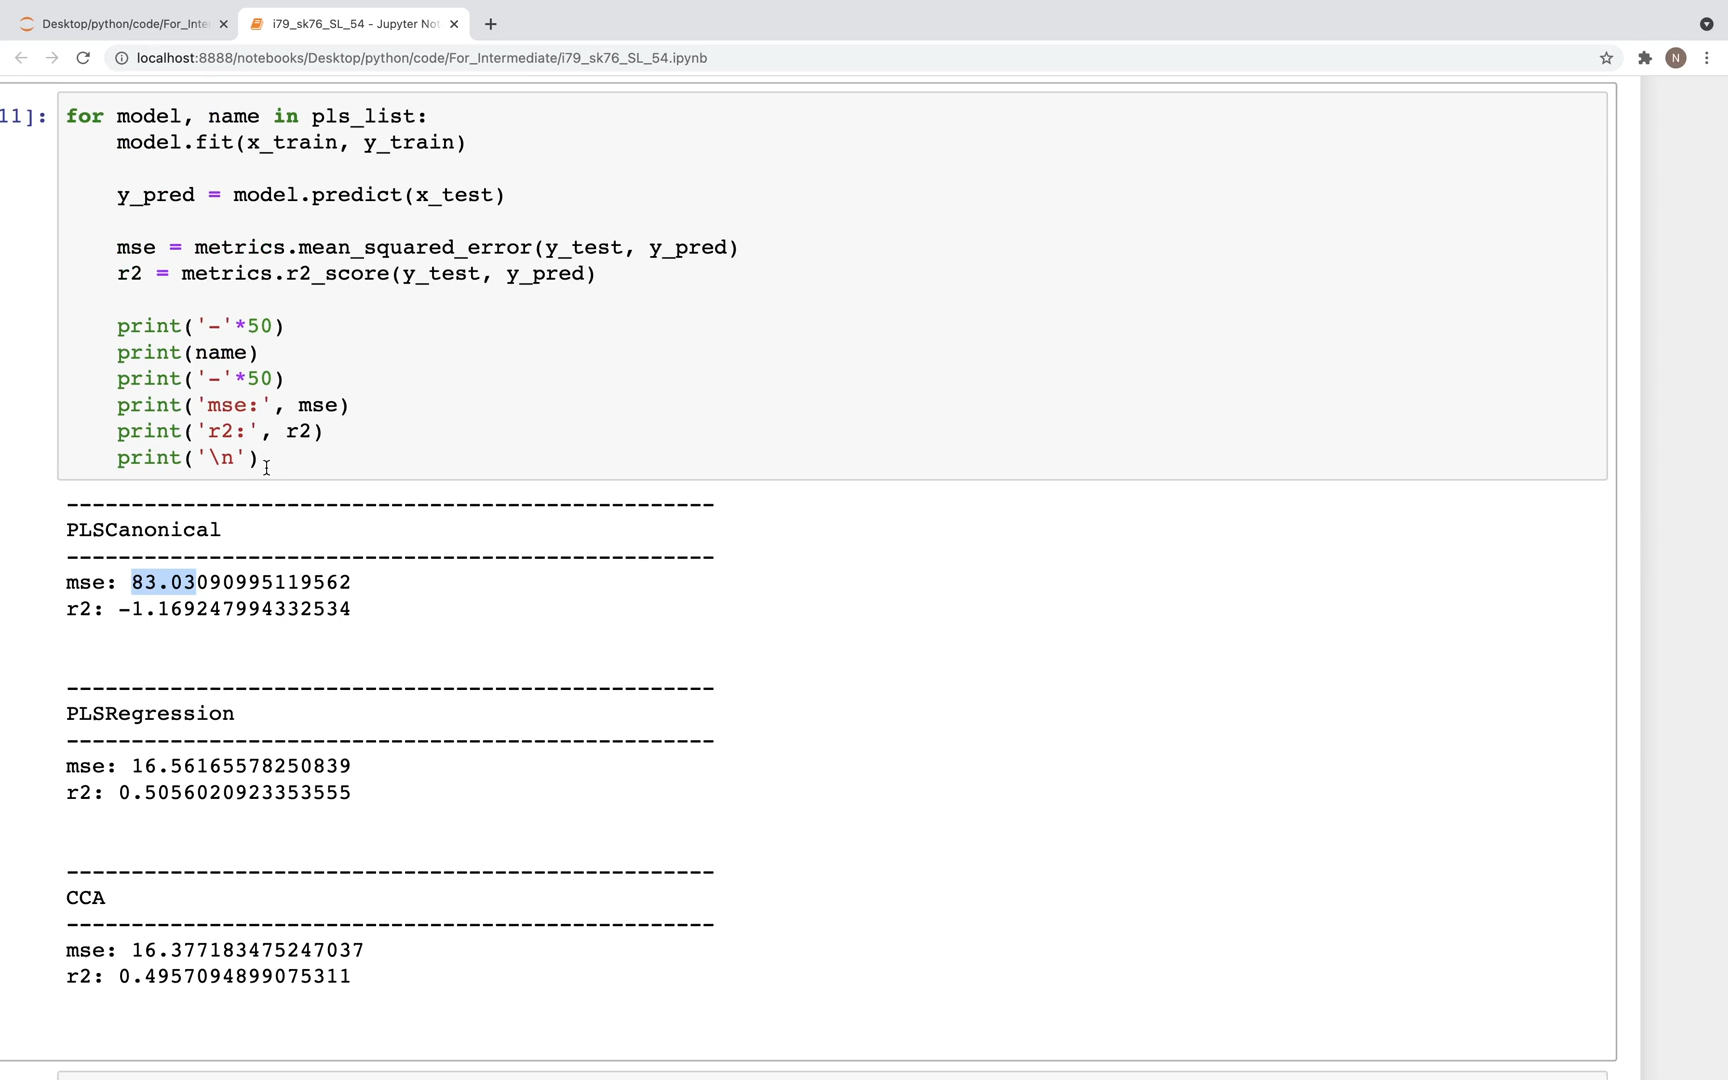 Desktop/python/code/For_Inte
i79_sk76_SL_54 - Jupyter No
localhost:8888/notebooks/Desktop/python/code/For_Intermediate/i79_sk76_SL_54.ipynb
N
11]:
for model, name in pls_list:
    model.fit(x_train, y_train)
    y_pred = model.predict(x_test)
    mse = metrics.mean_squared_error(y_test, y_pred)
    r2 = metrics.r2_score(y_test, y_pred)
    print('-'*50)
    print(name)
    print('-'*50)
    print('mse:', mse)
    print('r2:', r2)
    print('\n')
--------------------------------------------------
PLSCanonical
--------------------------------------------------
mse: 83.03090995119562
r2: -1.169247994332534
--------------------------------------------------
PLSRegression
--------------------------------------------------
mse: 16.56165578250839
r2: 0.5056020923353555
--------------------------------------------------
CCA
--------------------------------------------------
mse: 16.377183475247037
r2: 0.4957094899075311